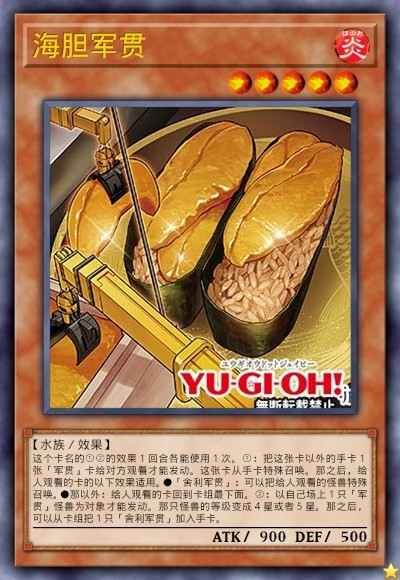 海胆军贯
ほのお
炎
ユウギオウドットジェイピー
YU-GI-OH!.jp
無断転載禁止
【水族／效果】
这个卡名的①②的效果1回合各能使用1次。①：把这张卡以外的手卡1
张「军贯」卡给对方观看才能发动。这张卡从手卡特殊召唤。那之后，给
人观看的卡的以下效果适用。●「舍利军贯」：可以把给人观看的怪兽特殊
召唤。●那以外：给人观看的卡回到卡组最下面。②：以自己场上1只「军
贯」怪兽为对象才能发动。那只怪兽的等级变成4星或者5星。那之后，
可以从卡组把1只「舍利军贯」加入手卡。
ATK/ 900 DEF/ 500